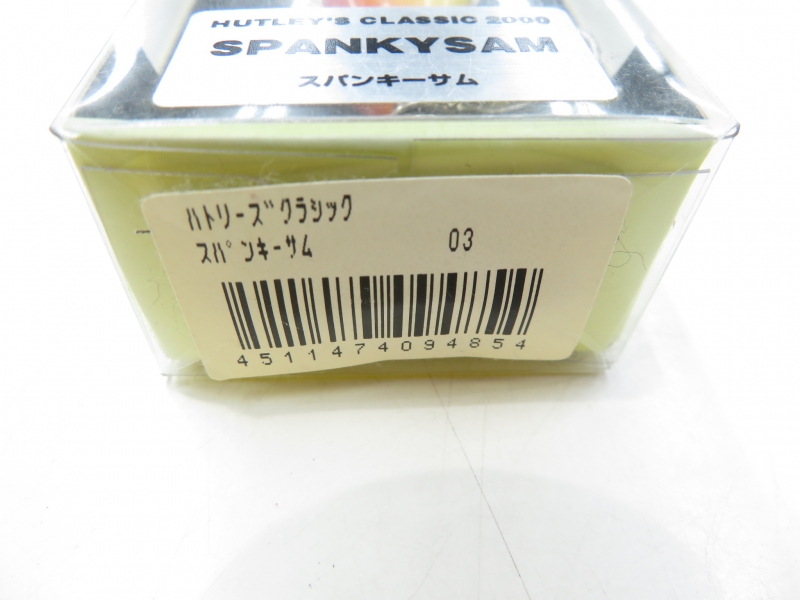 HUTLEY'S CLASSIC 2000
SPANKYSAM
スパンキーサム
ﾊﾄﾘｰｽﾞｸﾗｼｯｸ
ｽﾊﾟﾝｷｰｻﾑ 03
4511474094854